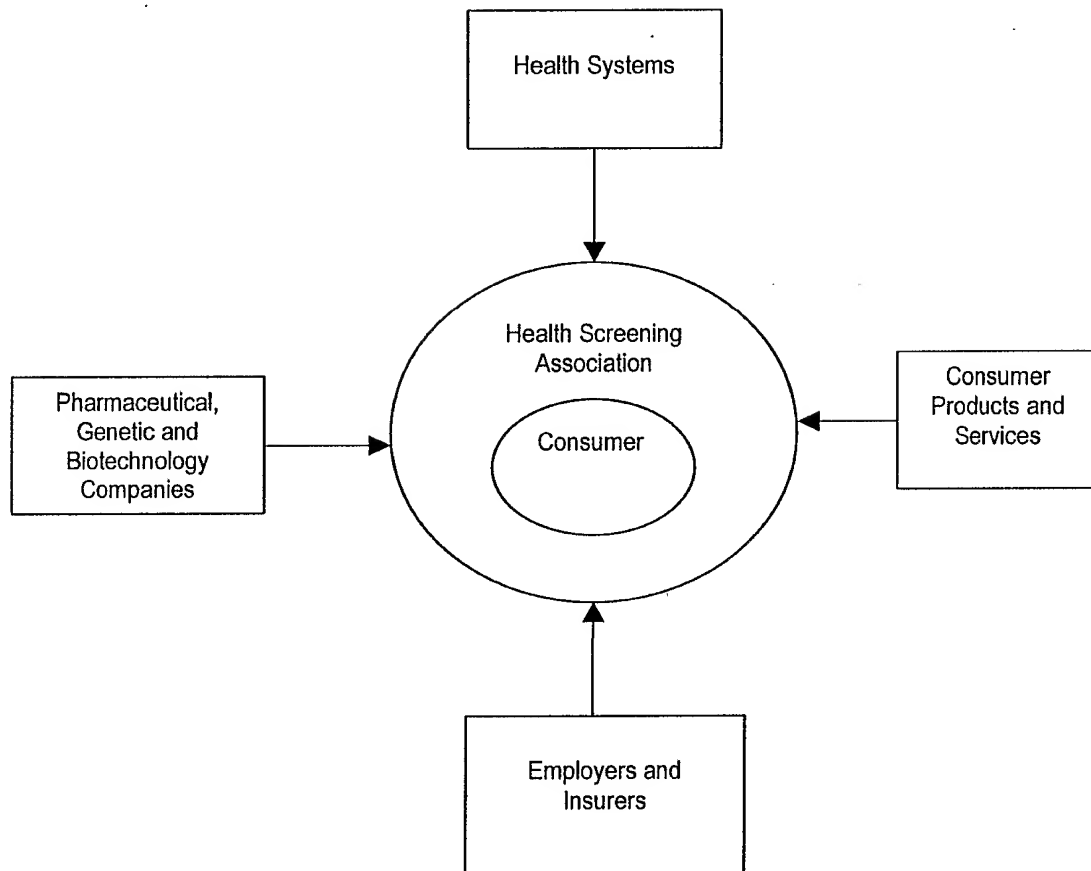 Health Systems
Health Screening
Association
Consumer
Pharmaceutical,
Genetic and
Biotechnology
Companies
Consumer
Products and
Services
Employers and
Insurers